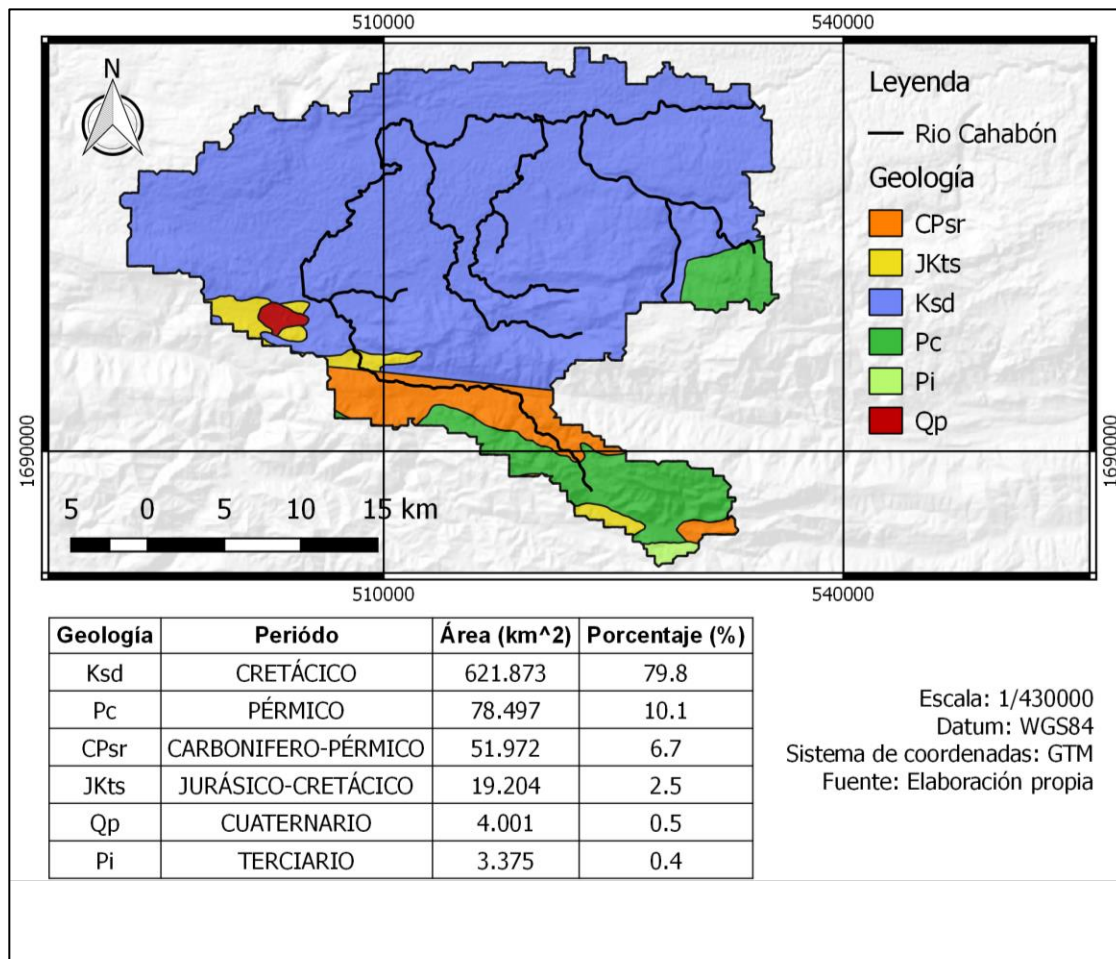 510000 540000
N
Leyenda
Rio Cahabón
Geología
CPsr
JKts
Ksd
Pc
Pi
Qp
1690000 1690000
5 0 5 10 15 km
510000 540000
Geología Periódo Área (km^2) Porcentaje (%)
Ksd CRETÁCICO 621.873 79.8
Pc PÉRMICO 78.497 10.1
CPsr CARBONIFERO-PÉRMICO 51.972 6.7
JKts JURÁSICO-CRETÁCICO 19.204 2.5
Qp CUATERNARIO 4.001 0.5
Pi TERCIARIO 3.375 0.4
Escala: 1/430000
Datum: WGS84
Sistema de coordenadas: GTM
Fuente: Elaboración propia